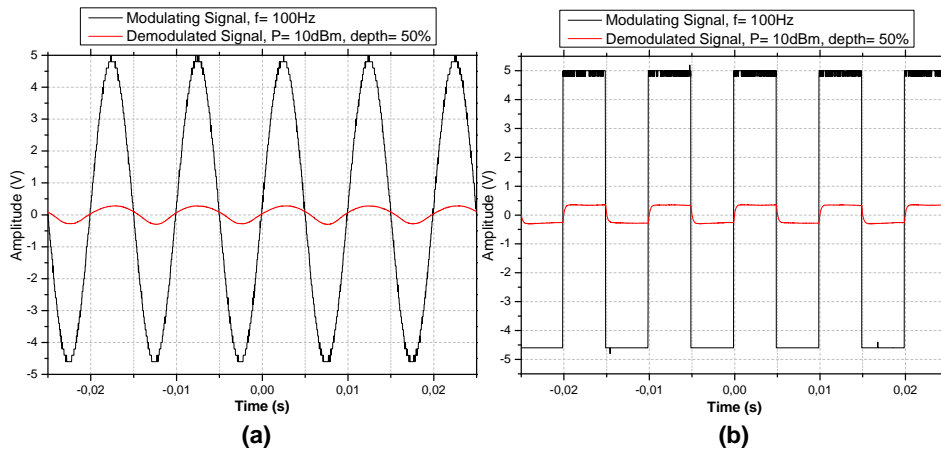 Modulating Signal, f= 100Hz
Demodulated Signal, P= 10dBm, depth= 50%
5
4
3
2
1
0
-1
-2
-3
-4
-5
Amplitude (V)
-0,02 -0,01 0,00 0,01 0,02
Time (s)
(a)
Modulating Signal, f= 100Hz
Demodulated Signal, P= 10dBm, depth= 50%
5
4
3
2
1
0
-1
-2
-3
-4
-5
Amplitude (V)
-0,02 -0,01 0,00 0,01 0,02
Time (s)
(b)